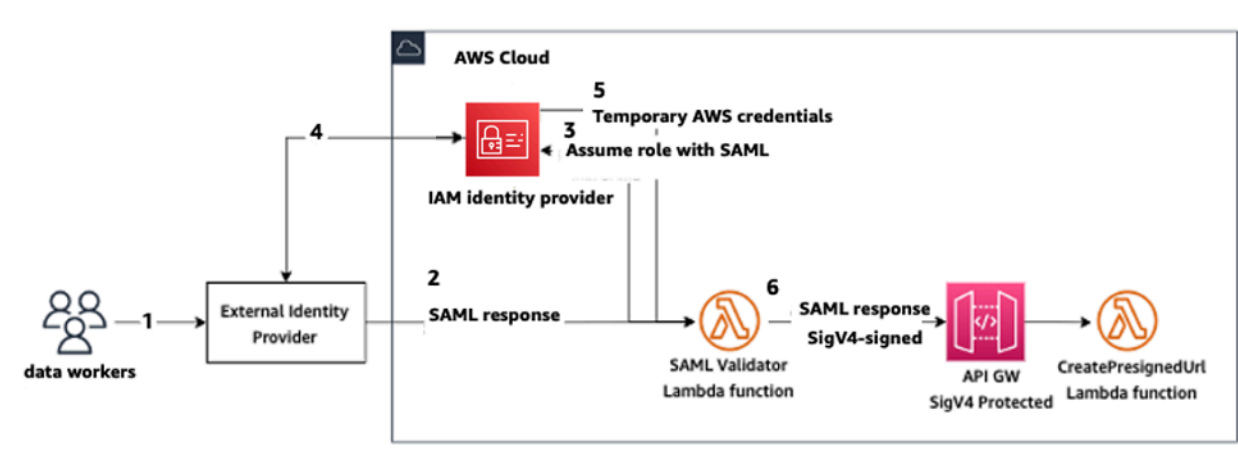 AWS Cloud
5
Temporary AWS credentials
4
3
Assume role with SAML
IAM identity provider
2
SAML response
External Identity
Provider
1
data workers
6
SAML response
SigV4-signed
SAML Validator
Lambda function
API GW
SigV4 Protected
CreatePresignedUrl
Lambda function